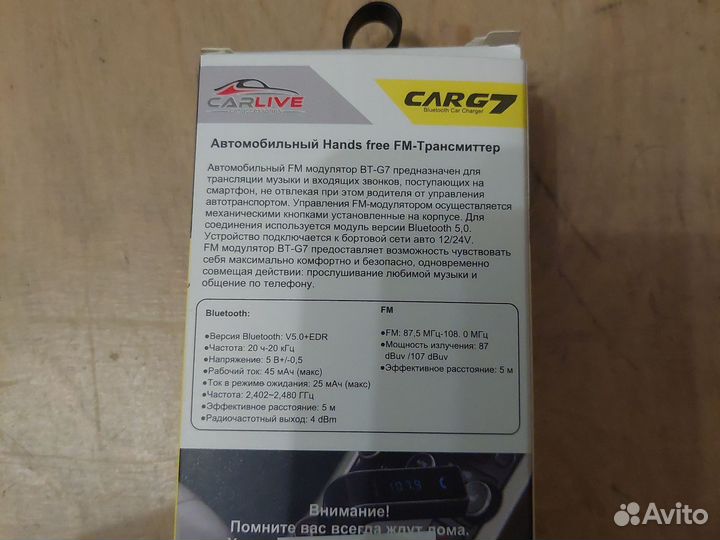 CARLIVE
CARG7
Bluetooth Car Charger
Автомобильный Hands free FM-Трансмиттер
Автомобильный FM модулятор BT-G7 предназначен для
трансляции музыки и входящих звонков, поступающих на
смартфон, не отвлекая при этом водителя от управления
автотранспортом. Управления FM-модулятором осуществляется
механическими кнопками установленные на корпусе. Для
соединения используется модуль версии Bluetooth 5,0.
Устройство подключается к бортовой сети авто 12/24V.
FM модулятор BT-G7 предоставляет возможность чувствовать
себя максимально комфортно и безопасно, одновременно
совмещая действии: прослушивание любимой музыки и
общение по телефону.
Bluetooth:
●Версия Bluetooth: V5.0+EDR
●Частота: 20 ч-20 кГц
●Напряжение: 5 В+/-0,5
●Рабочий ток: 45 мАч (макс)
●Ток в режиме ожидания: 25 мАч (макс)
●Частота: 2,402~2,480 ГГц
●Эффективное расстояние: 5 м
●Радиочастотный выход: 4 dBm
FM
●FM: 87,5 МГц-108. 0 МГц
●Мощность излучения: 87
dBuv /107 dBuv
●Эффективное расстояние: 5 м
107.9
Внимание!
Помните вас всегда ждут дома.
Avito